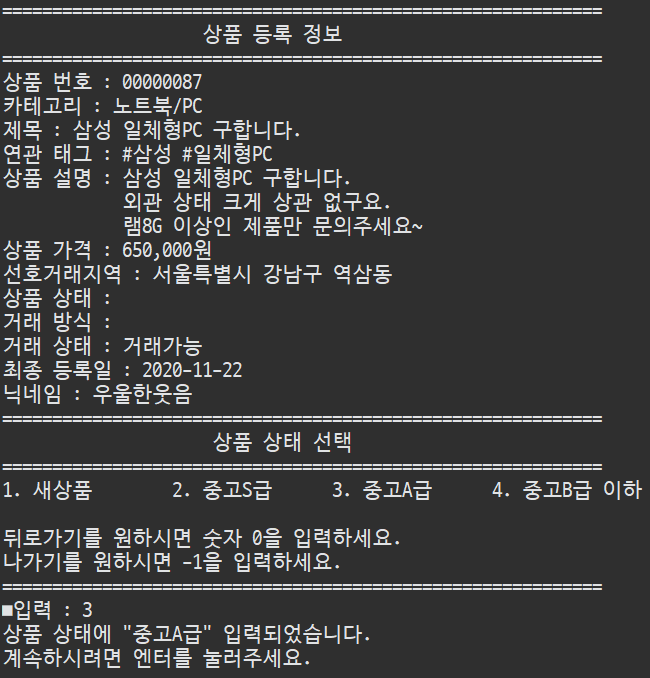 ============================================================
상품 등록 정보
============================================================
상품 번호 : 00000087
카테고리 : 노트북/PC
제목 : 삼성 일체형PC 구합니다.
연관 태그 : #삼성 #일체형PC
상품 설명 : 삼성 일체형PC 구합니다.
외관 상태 크게 상관 없구요.
램8G 이상인 제품만 문의주세요~
상품 가격 : 650,000원
선호거래지역 : 서울특별시 강남구 역삼동
상품 상태 :
거래 방식 :
거래 상태 : 거래가능
최종 등록일 : 2020-11-22
닉네임 : 우울한웃음
============================================================
상품 상태 선택
============================================================
1. 새상품 2. 중고S급 3. 중고A급 4. 중고B급 이하
뒤로가기를 원하시면 숫자 0을 입력하세요.
나가기를 원하시면 -1을 입력하세요.
============================================================
■입력 : 3
상품 상태에 "중고A급" 입력되었습니다.
계속하시려면 엔터를 눌러주세요.